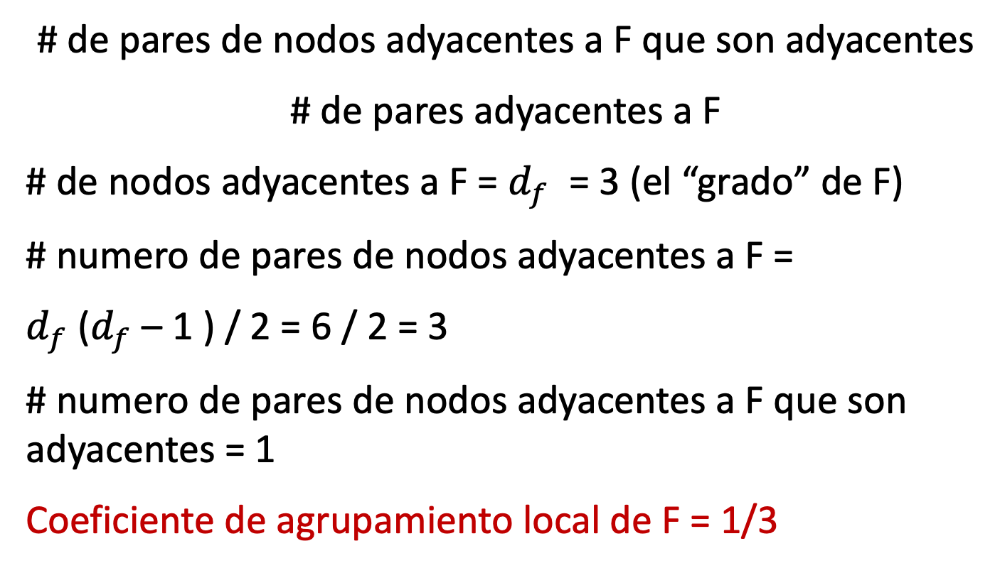 # de pares de nodos adyacentes a F que son adyacentes
# de pares adyacentes a F
# de nodos adyacentes a F = d_f = 3 (el “grado” de F)
# numero de pares de nodos adyacentes a F =
d_f (d_f – 1 ) / 2 = 6 / 2 = 3
# numero de pares de nodos adyacentes a F que son
adyacentes = 1
Coeficiente de agrupamiento local de F = 1/3